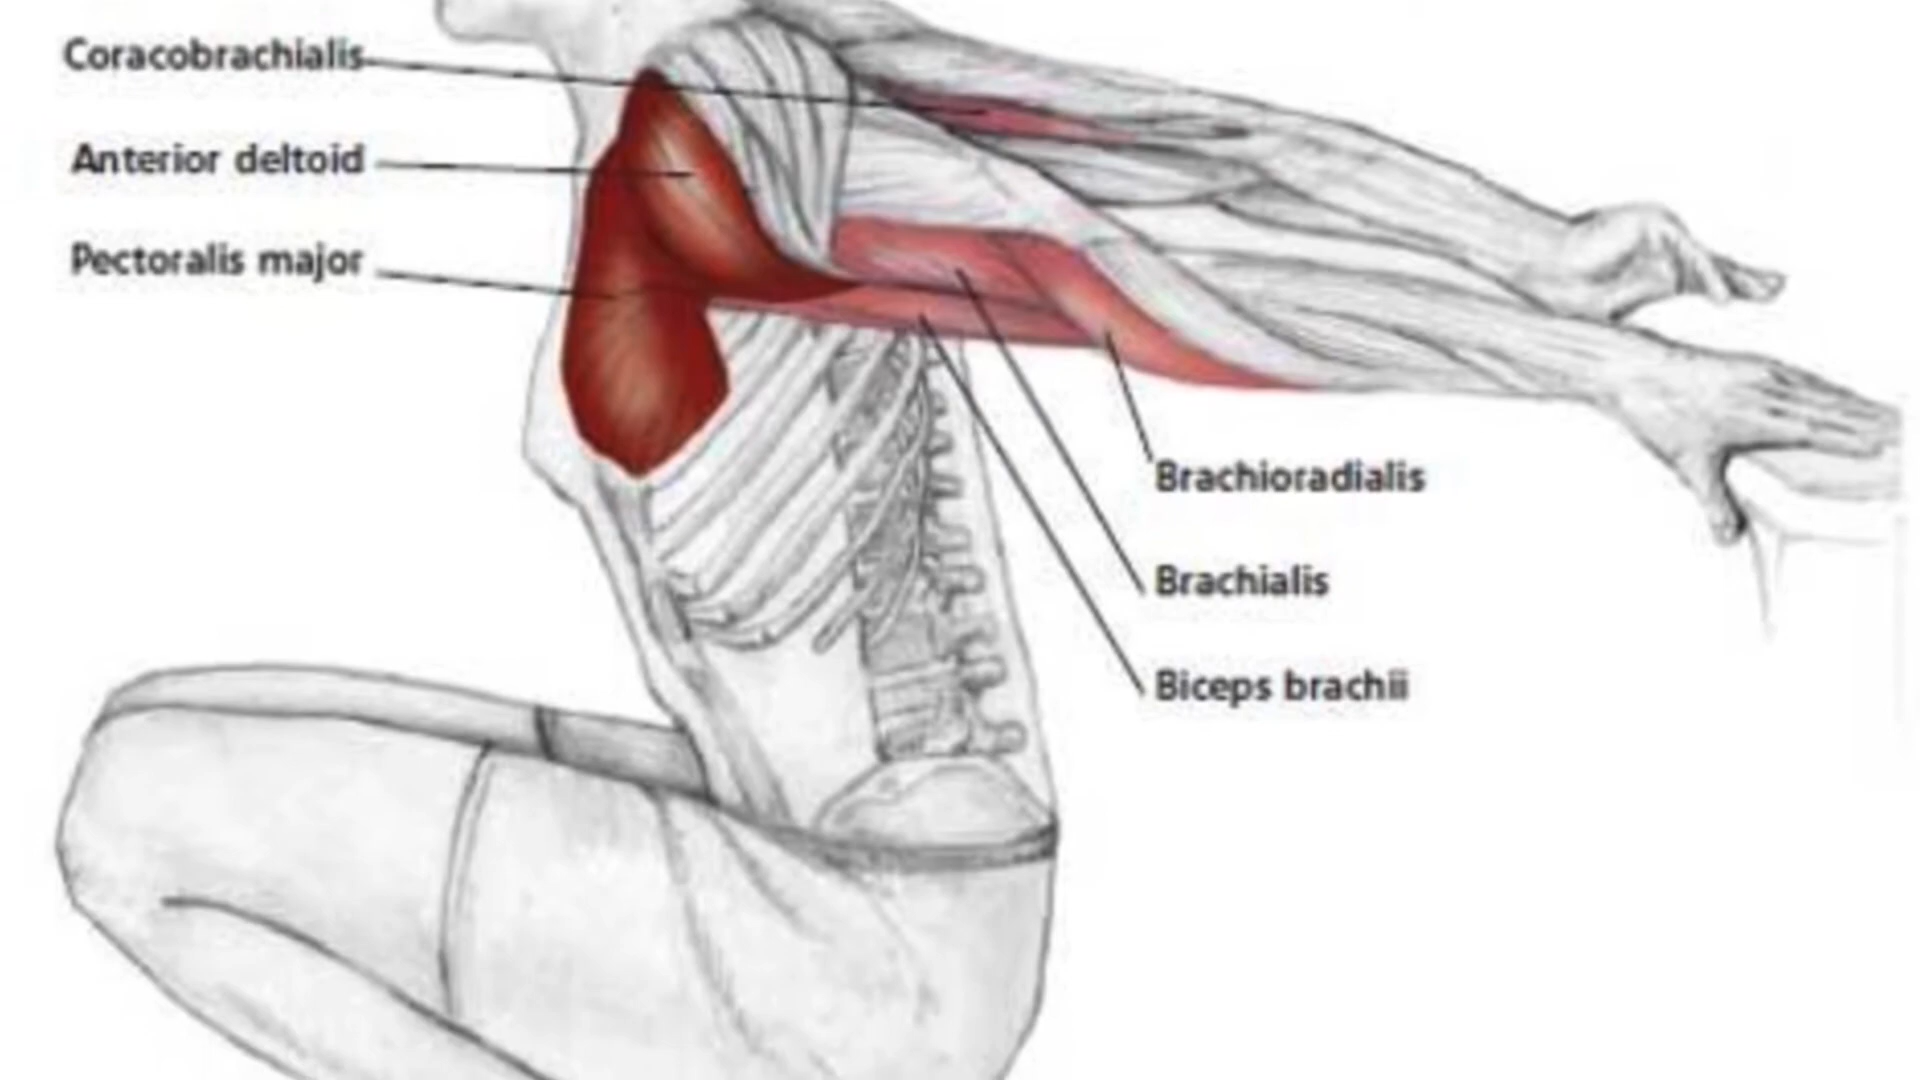 Coracobrachialis
Anterior deltoid
Pectoralis major
Brachioradialis
Brachialis
Biceps brachii